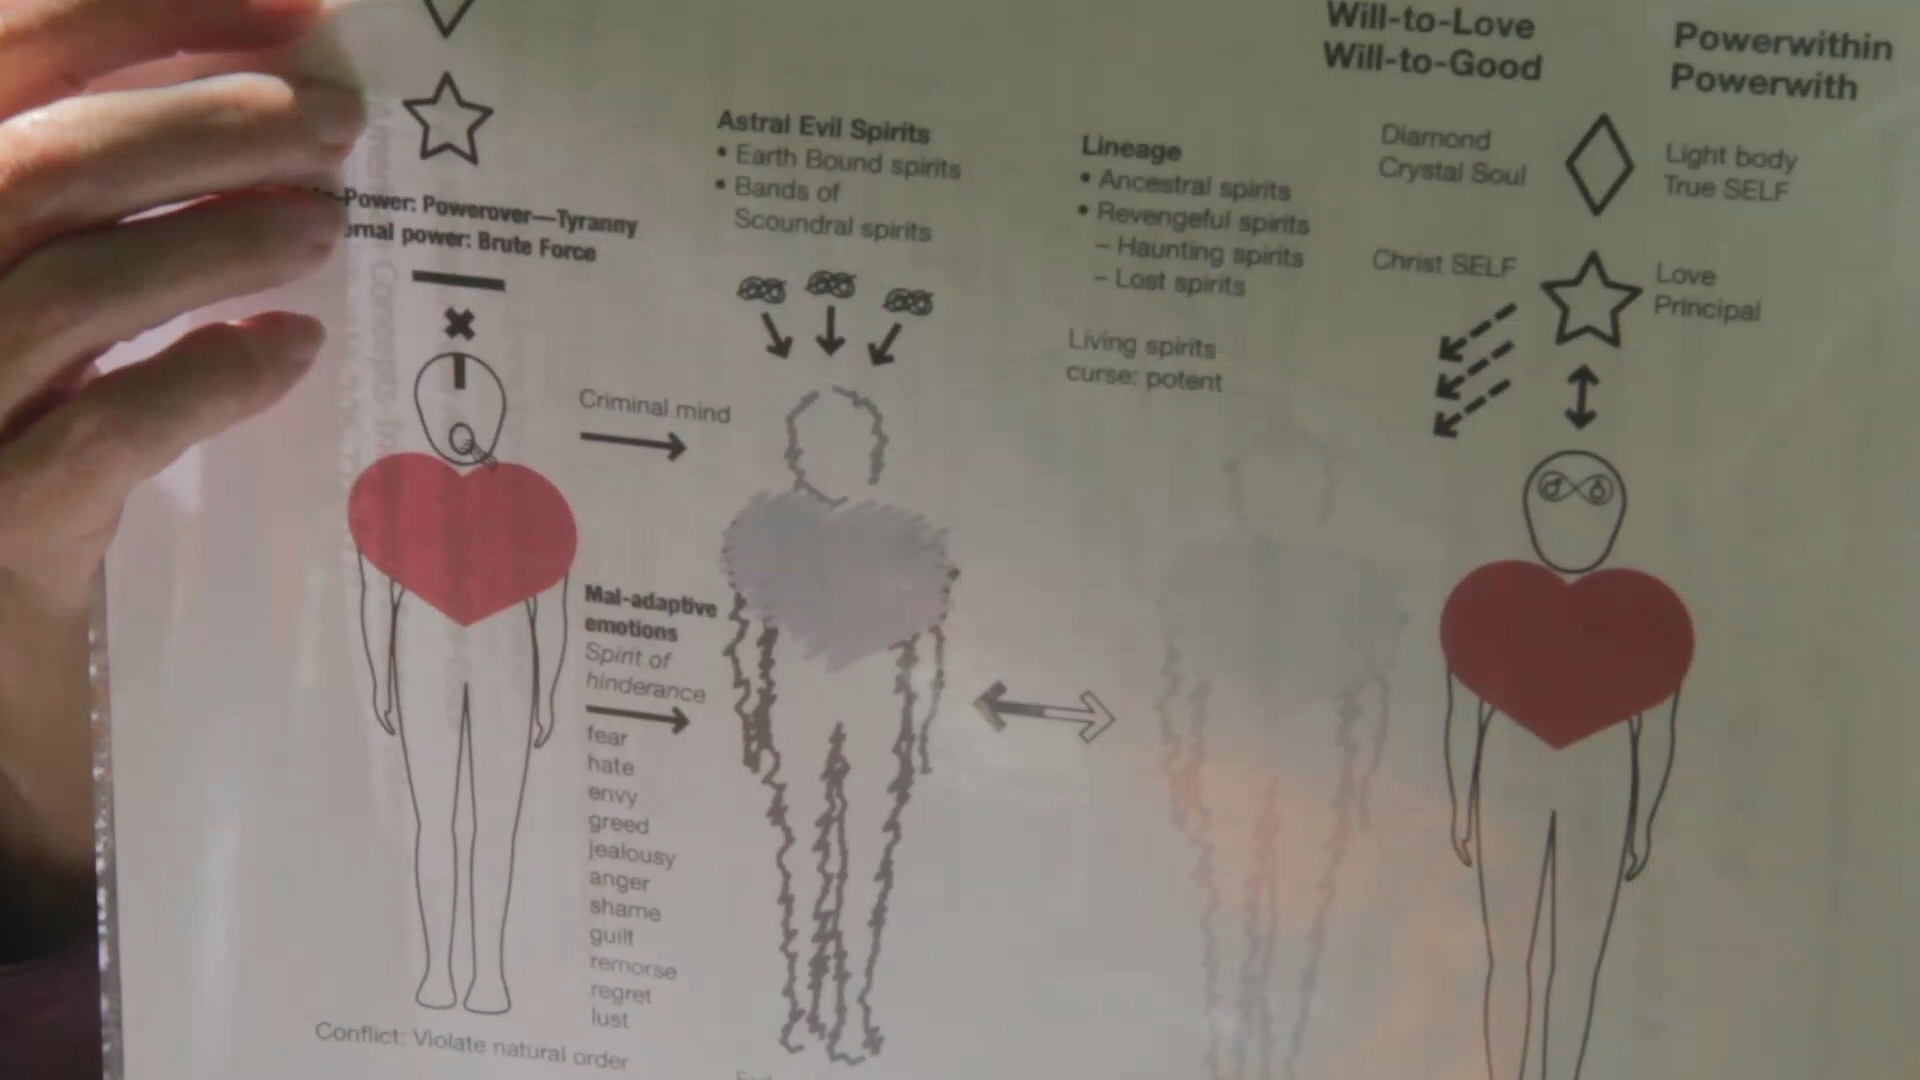 Will-to-Love
Will-to-Good
Powerwithin
Powerwith
Power: Powerover—Tyranny
power: Brute Force
Astral Evil Spirits
• Earth Bound spirits
• Bands of
Scoundral spirits
Lineage
• Ancestral spirits
• Revengeful spirits
– Haunting spirits
– Lost spirits
Living spirits
curse: potent
Diamond
Crystal Soul
Light body
True SELF
Christ SELF
Love
Principal
Criminal mind
Mal-adaptive
emotions
Spirit of
hinderance
fear
hate
envy
greed
jealousy
anger
shame
guilt
remorse
regret
lust
Conflict: Violate natural order